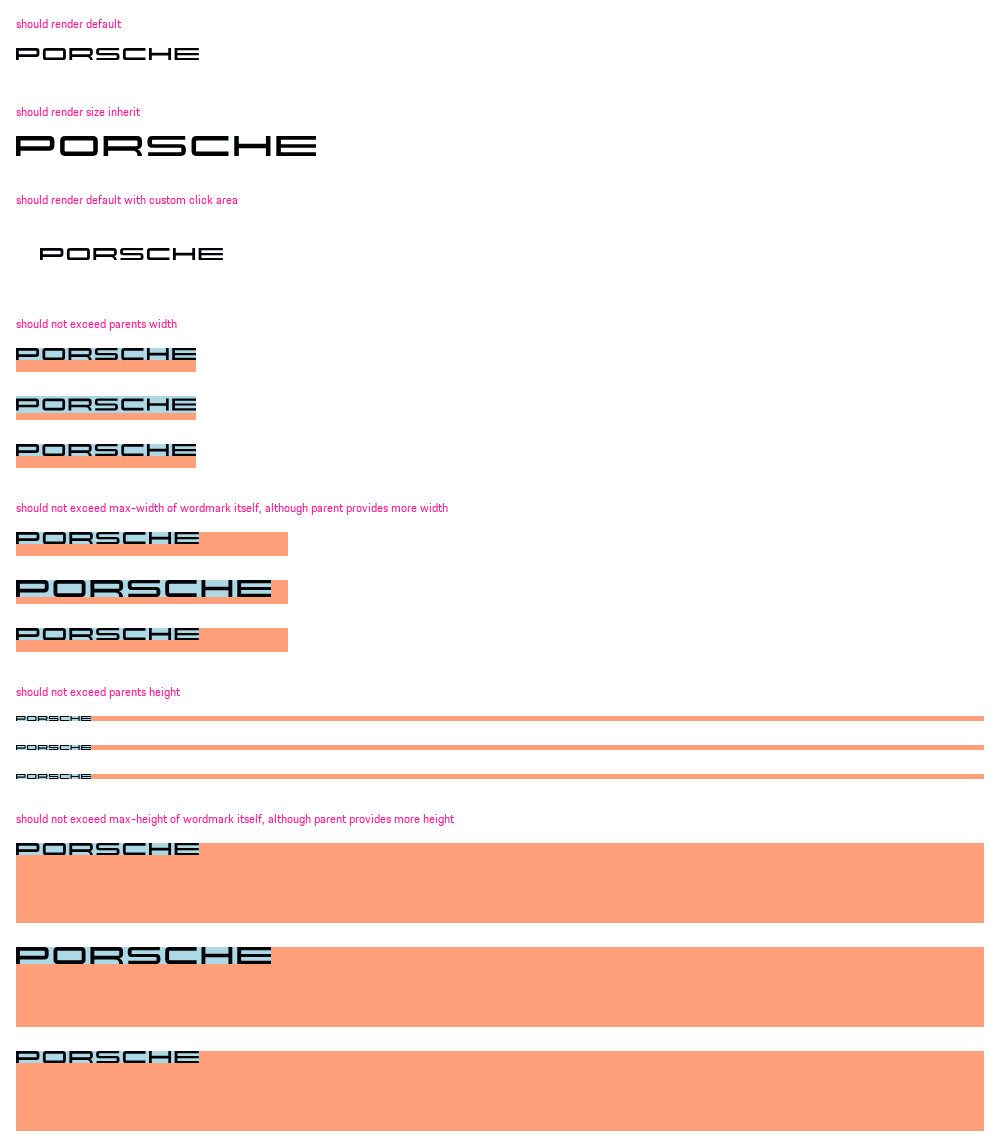 should render default
PORSCHE
should render size inherit
PORSCHE
should render default with custom click area
PORSCHE
should not exceed parents width
PORSCHE
PORSCHE
PORSCHE
should not exceed max-width of wordmark itself, although parent provides more width
PORSCHE
PORSCHE
PORSCHE
should not exceed parents height
PORSCHE
PORSCHE
PORSCHE
should not exceed max-height of wordmark itself, although parent provides more height
PORSCHE
PORSCHE
PORSCHE